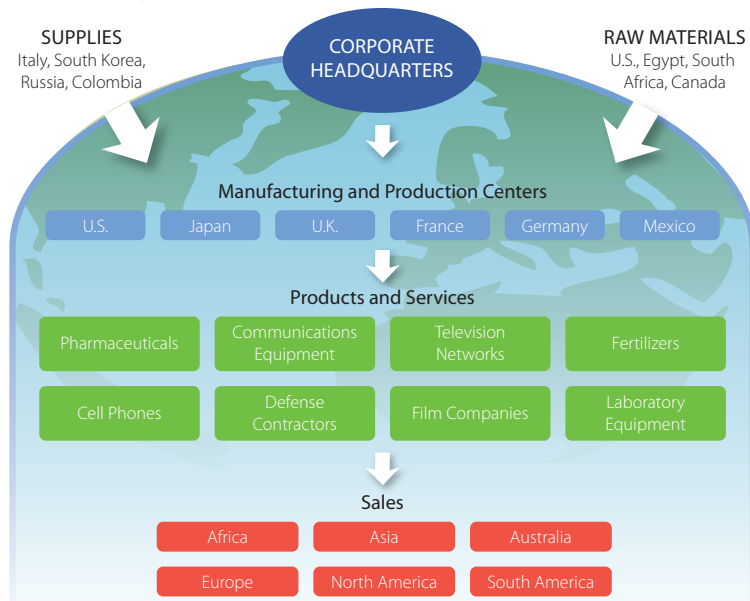 SUPPLIES
Italy, South Korea,
Russia, Colombia
CORPORATE
HEADQUARTERS
RAW MATERIALS
U.S., Egypt, South
Africa, Canada
Manufacturing and Production Centers
U.S.
Japan
U.K.
France
Germany
Mexico
Products and Services
Pharmaceuticals
Communications
Equipment
Television
Networks
Fertilizers
Cell Phones
Defense
Contractors
Film Companies
Laboratory
Equipment
Sales
Africa
Asia
Australia
Europe
North America
South America